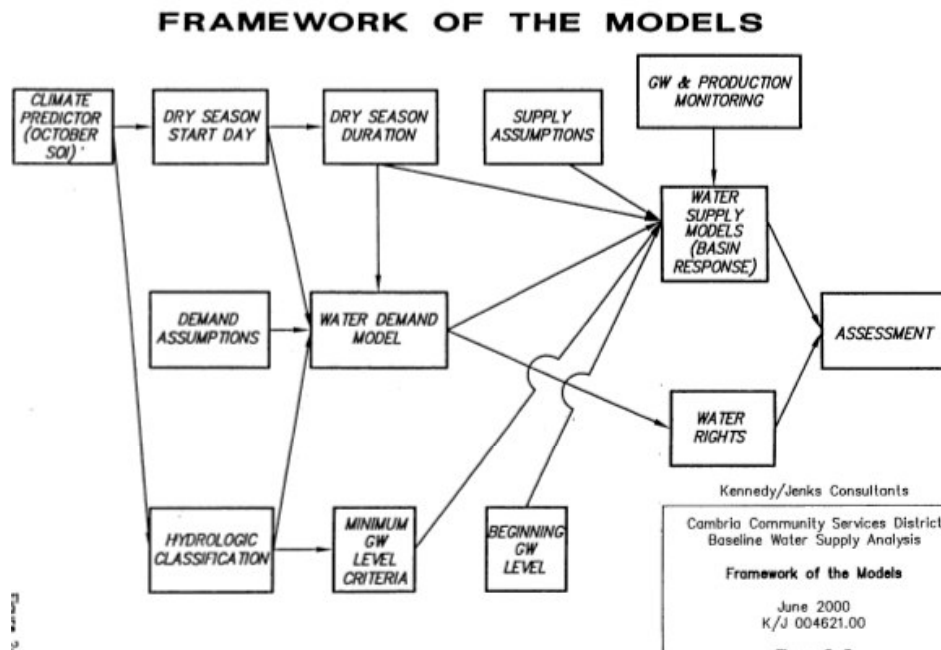 FRAMEWORK OF THE MODELS
GW & PRODUCTION
MONITORING
CLIMATE
PREDICTOR
(OCTOBER
SOI)
DRY SEASON
START DAY
DRY SEASON
DURATION
SUPPLY
ASSUMPTIONS
WATER
SUPPLY
MODELS
(BASIN
RESPONSE)
DEMAND
ASSUMPTIONS
WATER DEMAND
MODEL
ASSESSMENT
WATER
RIGHTS
HYDROLOGIC
CLASSIFICATION
MINIMUM
GW
LEVEL
CRITERIA
BEGINNING
GW
LEVEL
Kennedy/Jenks Consultants
Cambria Community Services District
Baseline Water Supply Analysis
Framework of the Models
June 2000
K/J 004621.00